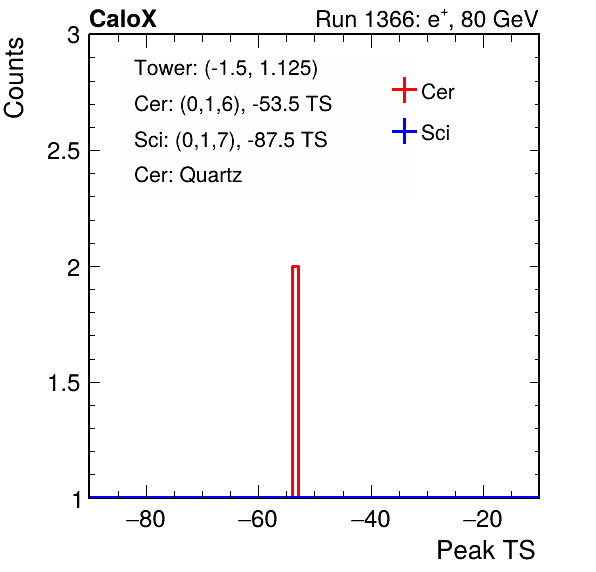 CaloX Run 1366: e+, 80 GeV
Counts
3
2.5
2
1.5
1
Tower: (-1.5, 1.125)
Cer: (0,1,6), -53.5 TS
Sci: (0,1,7), -87.5 TS
Cer: Quartz
Cer
Sci
−80 −60 −40 −20
Peak TS